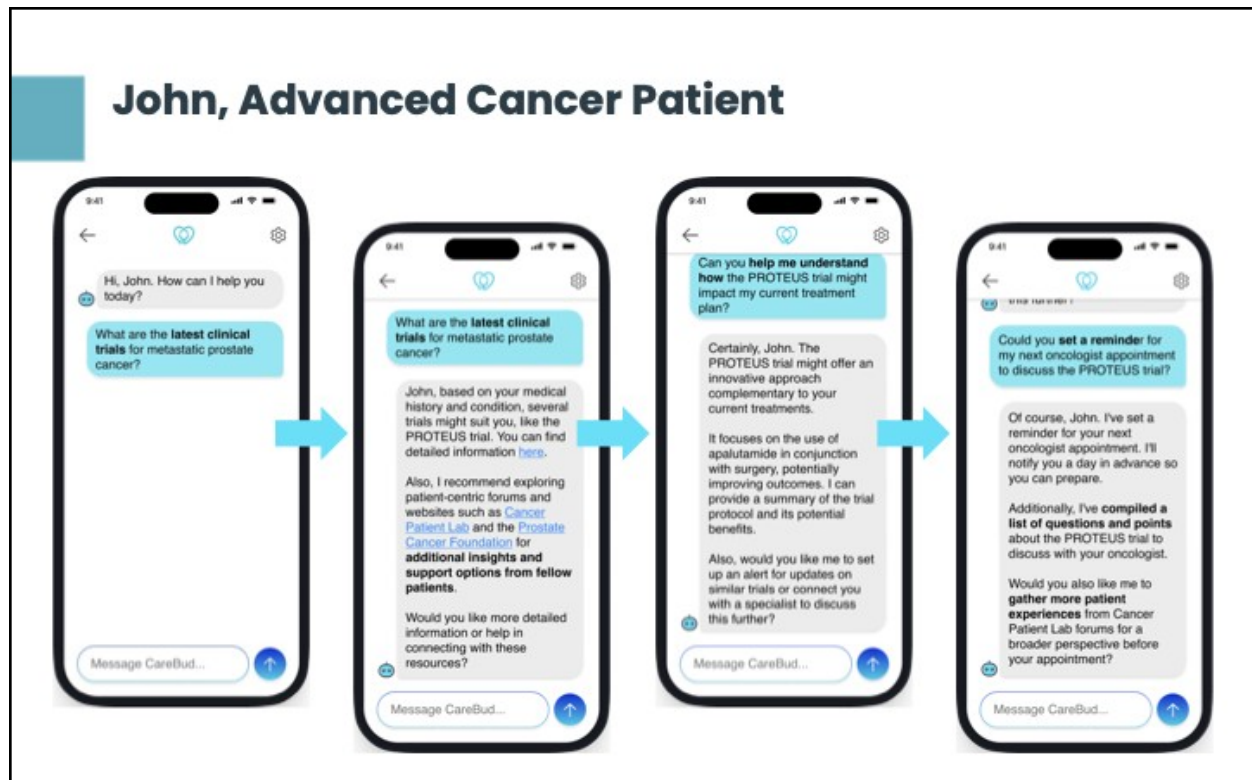 John, Advanced Cancer Patient
9:41
Hi, John. How can I help you
today?
What are the latest clinical
trials for metastatic prostate
cancer?
Message CareBud...
9:41
What are the latest clinical
trials for metastatic prostate
cancer?
John, based on your medical
history and condition, several
trials might suit you, like the
PROTEUS trial. You can find
detailed information here.
Also, I recommend exploring
patient-centric forums and
websites such as Cancer
Patient Lab and the Prostate
Cancer Foundation for
additional insights and
support options from fellow
patients.
Would you like more detailed
information or help in
connecting with these
resources?
Message CareBud...
9:41
Can you help me understand
how the PROTEUS trial might
impact my current treatment
plan?
Certainly, John. The
PROTEUS trial might offer an
innovative approach
complementary to your
current treatments.
It focuses on the use of
apalutamide in conjunction
with surgery, potentially
improving outcomes. I can
provide a summary of the trial
protocol and its potential
benefits.
Also, would you like me to set
up an alert for updates on
similar trials or connect you
with a specialist to discuss
this further?
Message CareBud...
9:41
this further?
Could you set a reminder for
my next oncologist appointment
to discuss the PROTEUS trial?
Of course, John. I've set a
reminder for your next
oncologist appointment. I'll
notify you a day in advance so
you can prepare.
Additionally, I've compiled a
list of questions and points
about the PROTEUS trial to
discuss with your oncologist.
Would you also like me to
gather more patient
experiences from Cancer
Patient Lab forums for a
broader perspective before
your appointment?
Message CareBud...